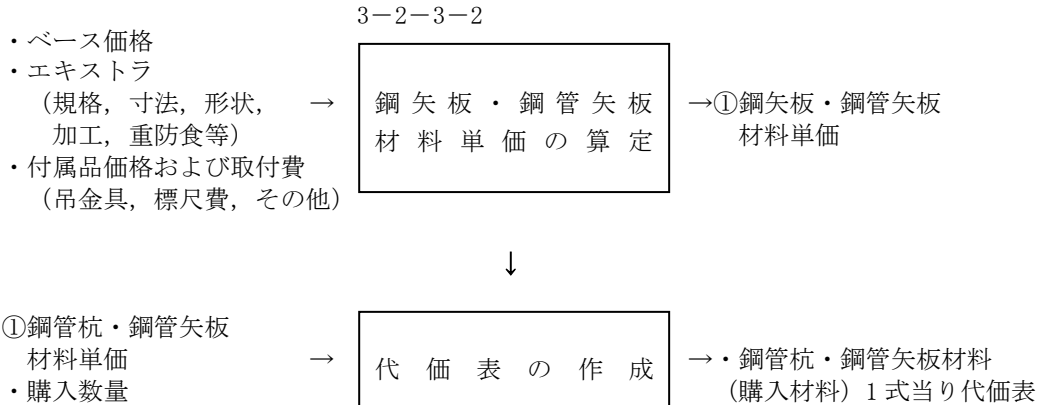 3－2－3－2
・ベース価格
・エキストラ
（規格，寸法，形状，
加工，重防食等）
・付属品価格および取付費
（吊金具，標尺費，その他）
→
鋼矢板・鋼管矢板
材料単価の算定
→①鋼矢板・鋼管矢板
材料単価
↓
①鋼管杭・鋼管矢板
材料単価
・購入数量
→
代価表の作成
→・鋼管杭・鋼管矢板材料
（購入材料）1式当り代価表